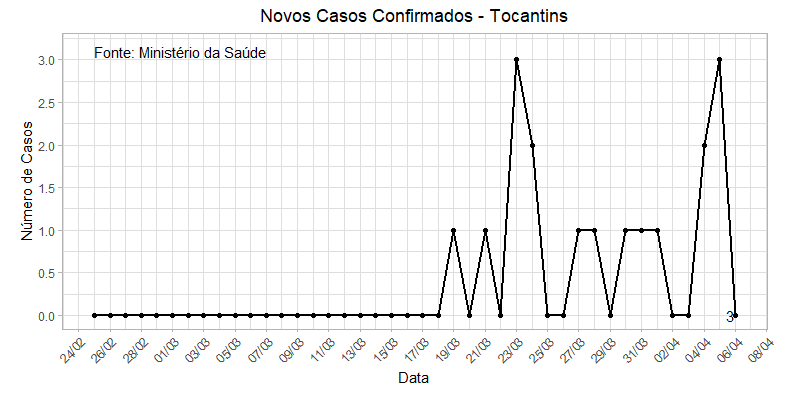 Novos Casos Confirmados - Tocantins
Fonte: Ministério da Saúde
Número de Casos
3.0
2.5
2.0
1.5
1.0
0.5
0.0
3
24/02 26/02 28/02 01/03 03/03 05/03 07/03 09/03 11/03 13/03 15/03 17/03 19/03 21/03 23/03 25/03 27/03 29/03 31/03 02/04 04/04 06/04 08/04
Data